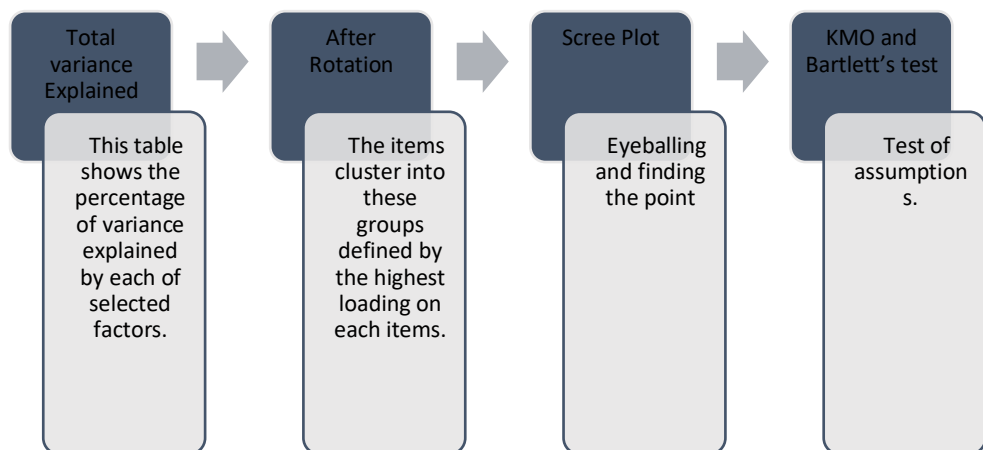 Total
variance
Explained
This table
shows the
percentage
of variance
explained
by each of
selected
factors.
After
Rotation
The items
cluster into
these
groups
defined by
the highest
loading on
each items.
Scree Plot
Eyeballing
and finding
the point
KMO and
Bartlett’s test
Test of
assumption
s.